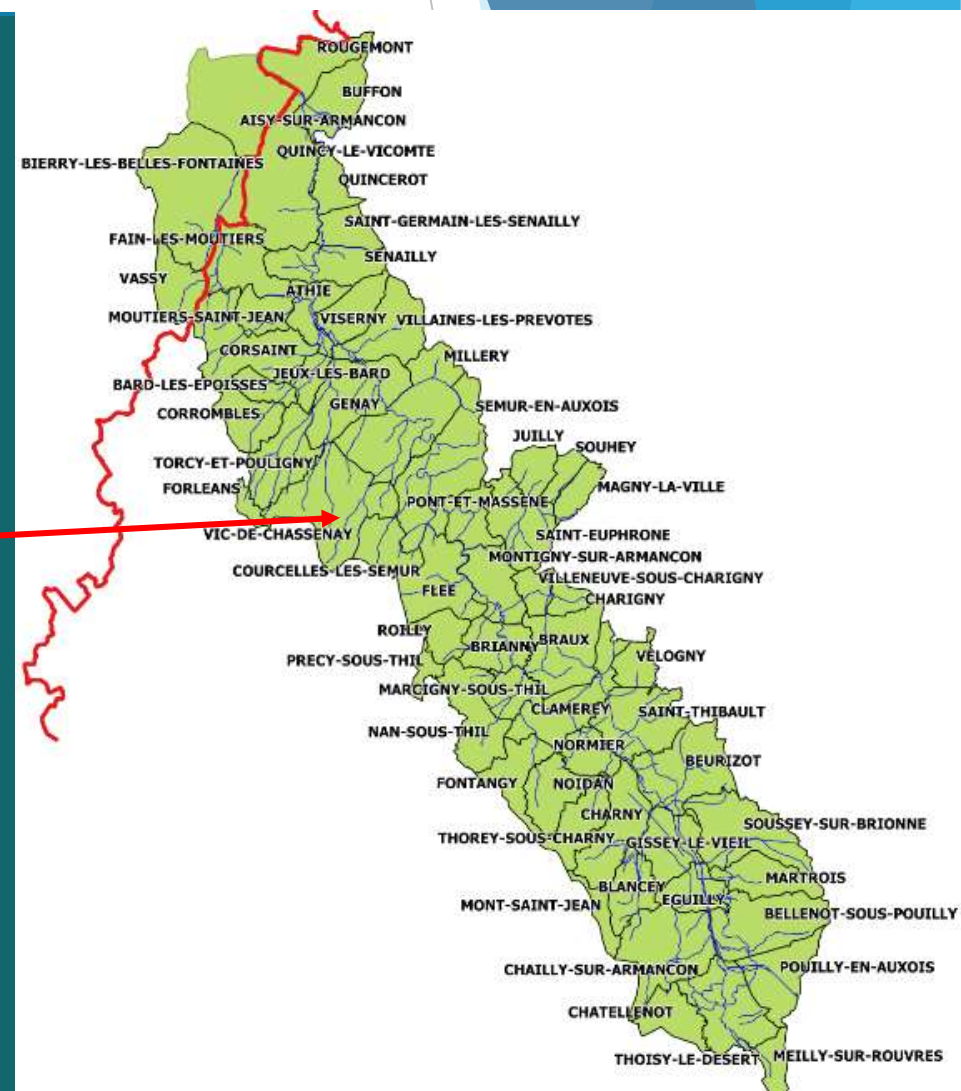 ROUGEMONT
BUFFON
AISY-SUR-ARMANCON
QUINCY-LE-VICOMTE
BIERRY-LES-BELLES-FONTAINES
QUINCEROT
SAINT-GERMAIN-LES-SENAILLY
FAIN-LES-MOUTIERS
SENAILLY
VASSY
ATHIE
MOUTIERS-SAINT-JEAN
VISERNY
VILLAINES-LES-PREVOTES
CORSAINT
MILLERY
JEUX-LES-BARD
BARD-LES-EPOISSES
GENAY
SEMUR-EN-AUXOIS
CORROMBLES
JUILLY
SOUHEY
TORCY-ET-POULIGNY
FORLEANS
MAGNY-LA-VILLE
PONT-ET-MASSENE
VIC-DE-CHASSENAY
SAINT-EUPHRONE
MONTIGNY-SUR-ARMANCON
COURCELLES-LES-SEMUR
VILLENEUVE-SOUS-CHARIGNY
FLEE
CHARIGNY
ROILLY
BRIANNY
BRAUX
PRECY-SOUS-THIL
VELOGNY
MARCIGNY-SOUS-THIL
CLAMEREY
SAINT-THIBAULT
NAN-SOUS-THIL
NORMIER
BEURIZOT
FONTANGY
NOIDAN
CHARNY
SOUSSEY-SUR-BRIONNE
THOREY-SOUS-CHARNY
GISSEY-LE-VIEIL
MARTROIS
BLANCEY
EGUILLY
MONT-SAINT-JEAN
BELLENOT-SOUS-POUILLY
CHAILLY-SUR-ARMANCON
POUILLY-EN-AUXOIS
CHATELLENOT
THOISY-LE-DESERT
MEILLY-SUR-ROUVRES